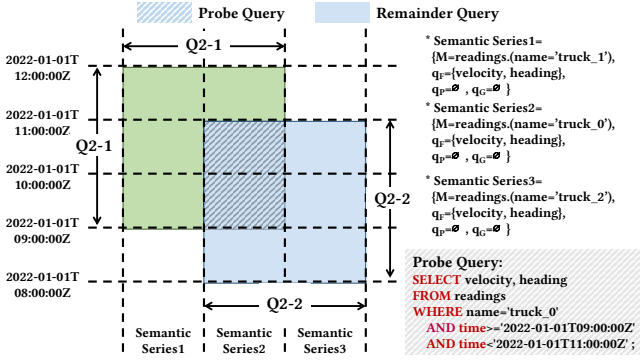 Probe Query
Remainder Query
Q2-1
2022-01-01T
12:00:00Z
2022-01-01T
11:00:00Z
Q2-1
2022-01-01T
10:00:00Z
2022-01-01T
09:00:00Z
2022-01-01T
08:00:00Z
Q2-2
Q2-2
Semantic
Series1
Semantic
Series2
Semantic
Series3
* Semantic Series1=
{M=readings.(name='truck_1'),
qF={velocity, heading},
qP=∅ , qG=∅ }
* Semantic Series2=
{M=readings.(name='truck_0'),
qF={velocity, heading},
qP=∅ , qG=∅ }
* Semantic Series3=
{M=readings.(name='truck_2'),
qF={velocity, heading},
qP=∅ , qG=∅ }
Probe Query:
SELECT velocity, heading
FROM readings
WHERE name='truck_0'
AND time>='2022-01-01T09:00:00Z'
AND time<'2022-01-01T11:00:00Z' ;